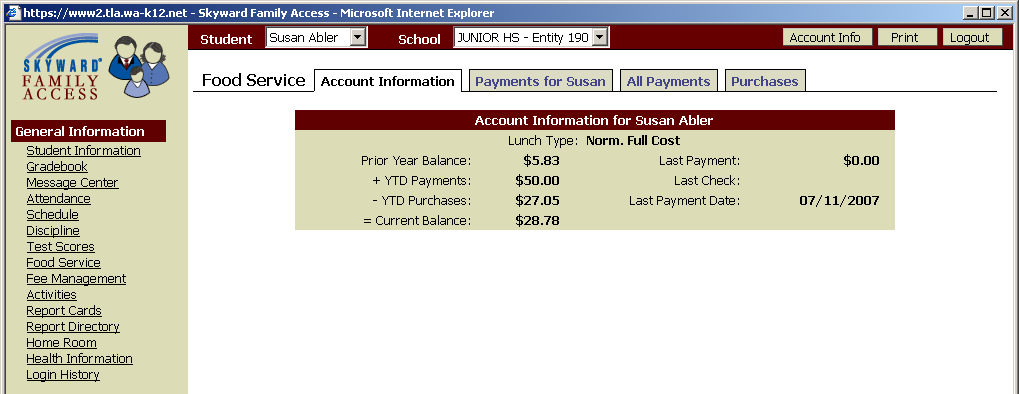 https://www2.tla.wa-k12.net - Skyward Family Access - Microsoft Internet Explorer
SKYWARD®
FAMILY
ACCESS
Student Susan Abler School JUNIOR HS - Entity 190 Account Info Print Logout
Food Service Account Information Payments for Susan All Payments Purchases
General Information
Student Information
Gradebook
Message Center
Attendance
Schedule
Discipline
Test Scores
Food Service
Fee Management
Activities
Report Cards
Report Directory
Home Room
Health Information
Login History
Account Information for Susan Abler
Lunch Type: Norm. Full Cost
Prior Year Balance: $5.83 Last Payment: $0.00
+ YTD Payments: $50.00 Last Check:
- YTD Purchases: $27.05 Last Payment Date: 07/11/2007
= Current Balance: $28.78